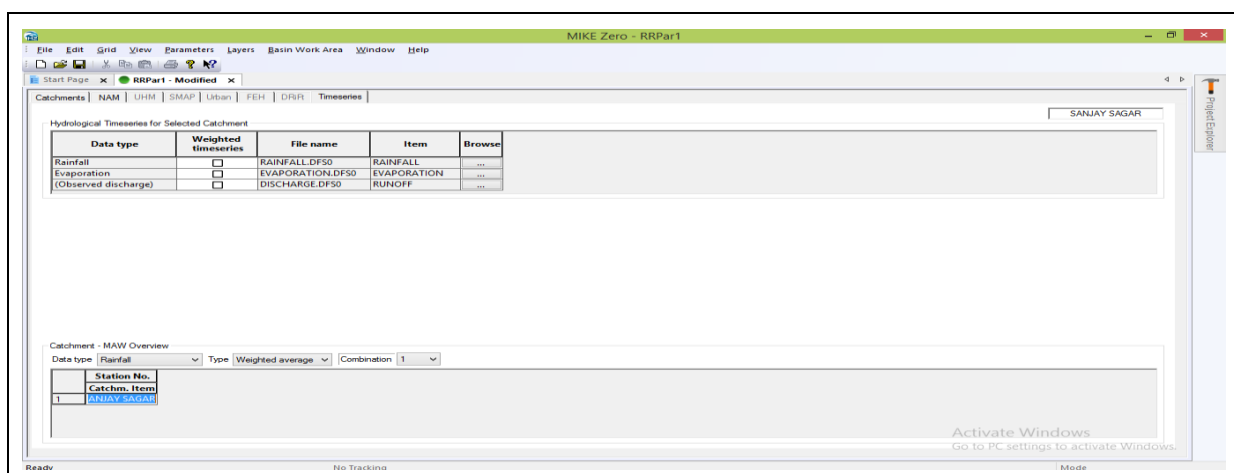 MIKE Zero - RRPar1
File Edit Grid View Parameters Layers Basin Work Area Window Help
Start Page RRPar1 - Modified
Catchments NAM UHM SMAP Urban FEH DRiR Timeseries
SANJAY SAGAR
Hydrological Timeseries for Selected Catchment
Data type Weighted timeseries File name Item Browse
Rainfall RAINFALL.DFS0 RAINFALL ...
Evaporation EVAPORATION.DFS0 EVAPORATION ...
(Observed discharge) DISCHARGE.DFS0 RUNOFF ...
Catchment - MAW Overview
Data type Rainfall Type Weighted average Combination 1
Station No.
Catchm. Item
1 ANJAY SAGAR
Activate Windows
Go to PC settings to activate Windows.
Ready No Tracking Mode
Project Explorer